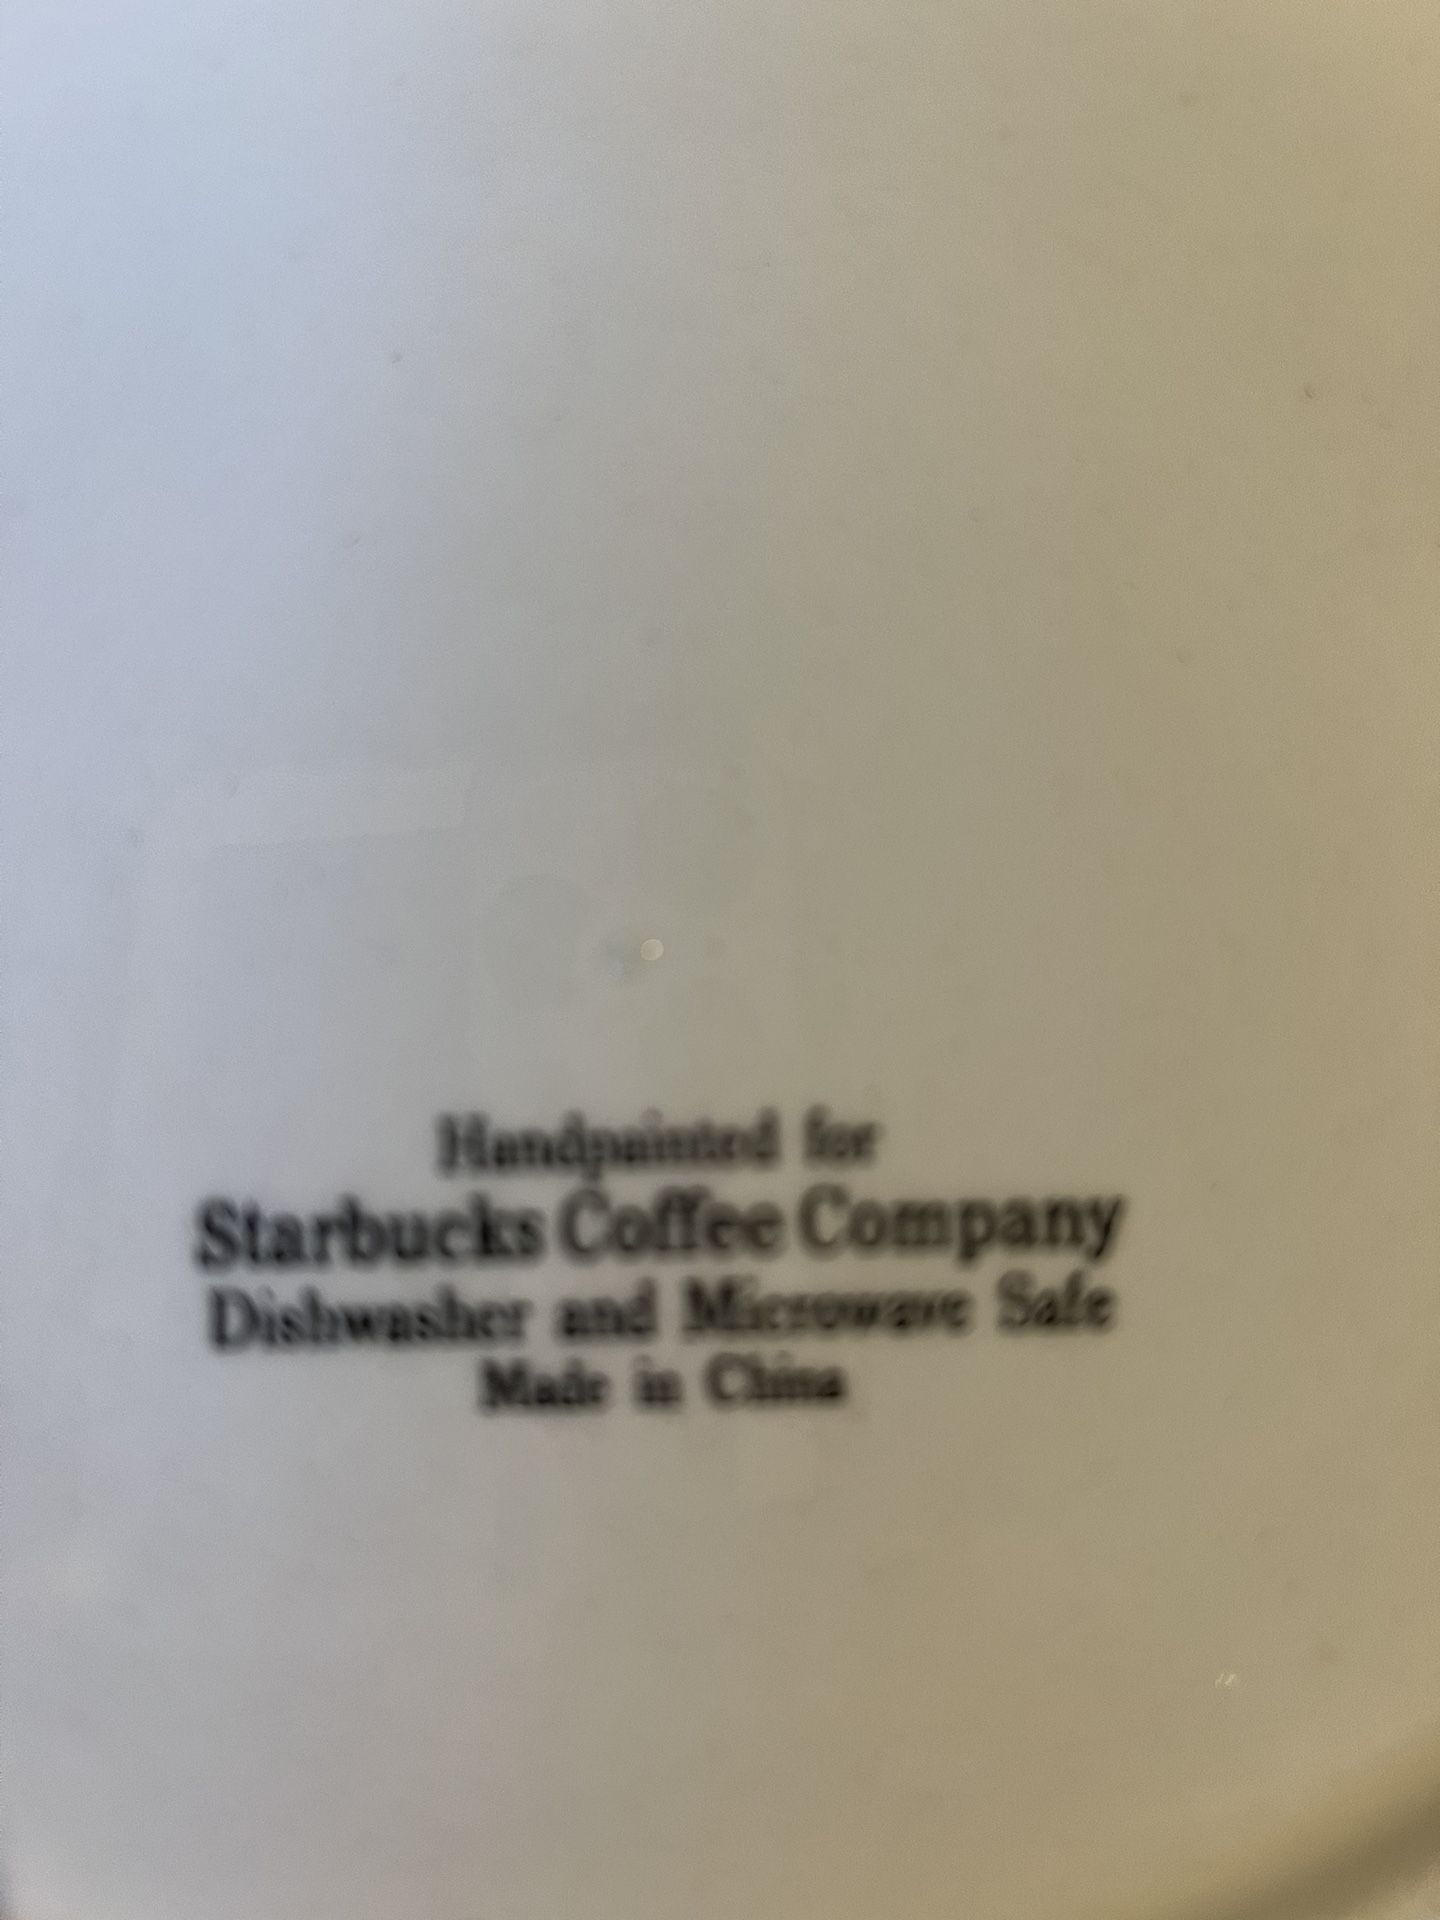 Handpainted for
Starbucks Coffee Company
Dishwasher and Microwave Safe
Made in China